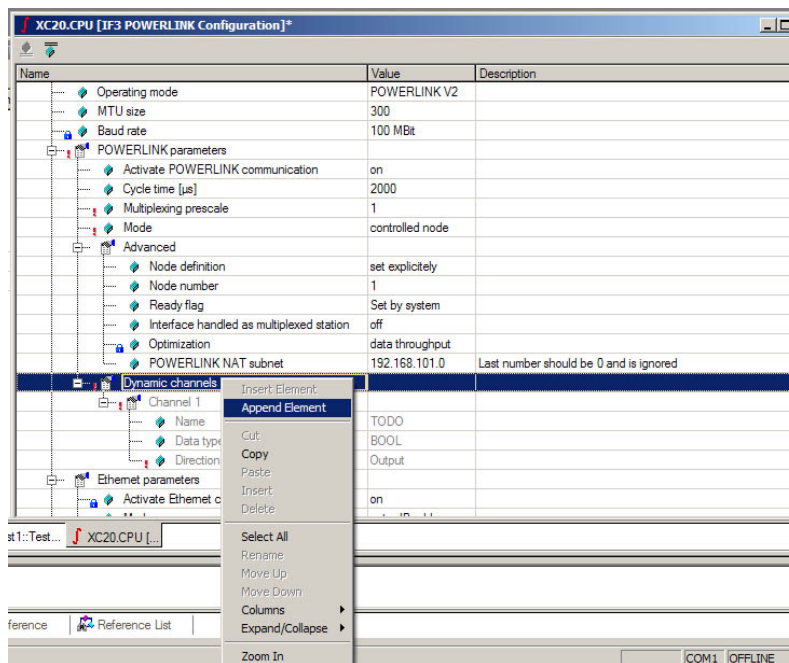 XC20.CPU [IF3 POWERLINK Configuration]*
Name Value Description
Operating mode POWERLINK V2
MTU size 300
Baud rate 100 MBit
POWERLINK parameters
Activate POWERLINK communication on
Cycle time [µs] 2000
Multiplexing prescale 1
Mode controlled node
Advanced
Node definition set explicitely
Node number 1
Ready flag Set by system
Interface handled as multiplexed station off
Optimization data throughput
POWERLINK NAT subnet 192.168.101.0 Last number should be 0 and is ignored
Dynamic channels
Channel 1
Name TODO
Data type BOOL
Direction Output
Ethernet parameters
Activate Ethernet c on
Insert Element
Append Element
Cut
Copy
Paste
Insert
Delete
Select All
Rename
Move Up
Move Down
Columns
Expand/Collapse
Zoom In
st1::Test... XC20.CPU [...
ference Reference List
COM1 OFFLINE